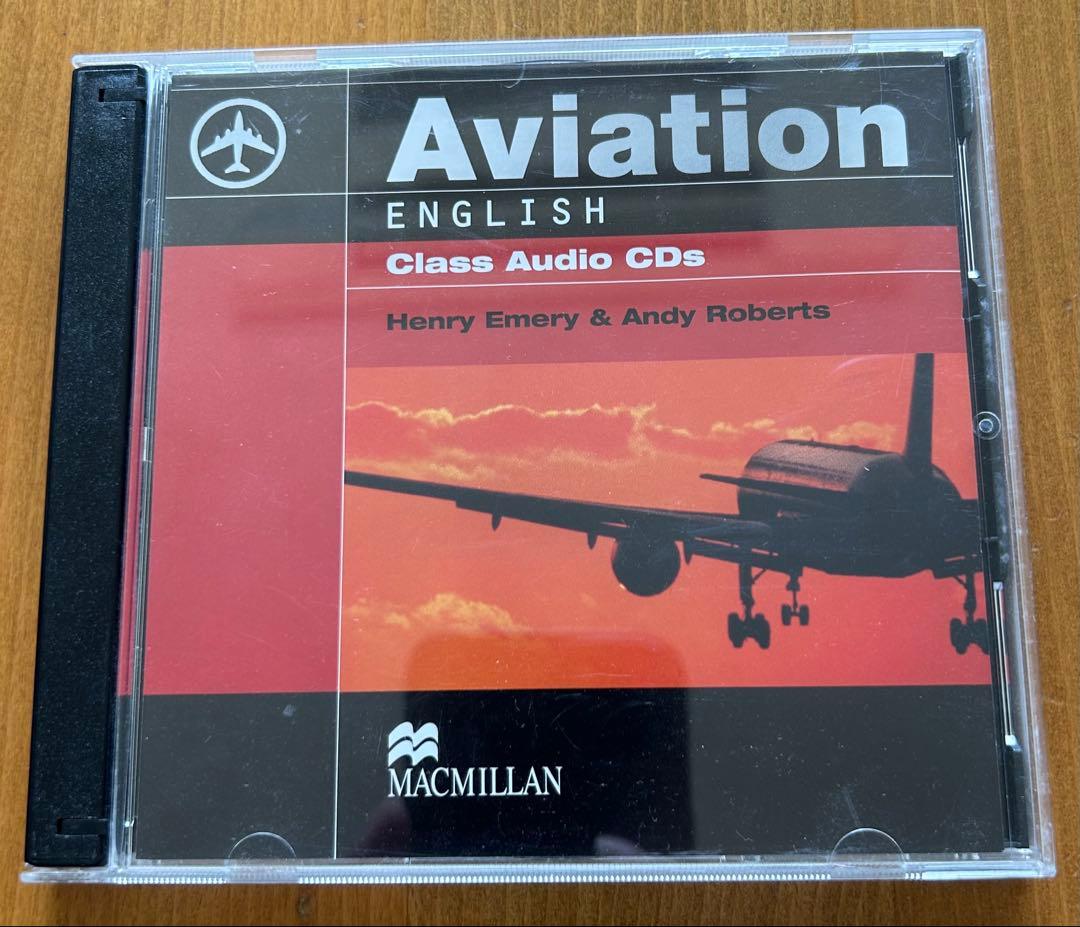 Aviation
ENGLISH
Class Audio CDs
Henry Emery & Andy Roberts
MACMILLAN